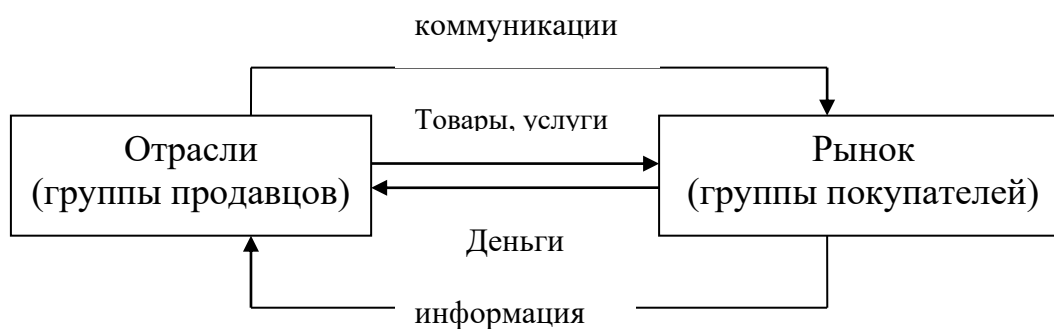 коммуникации
Товары, услуги
Отрасли
(группы продавцов)
Рынок
(группы покупателей)
Деньги
информация